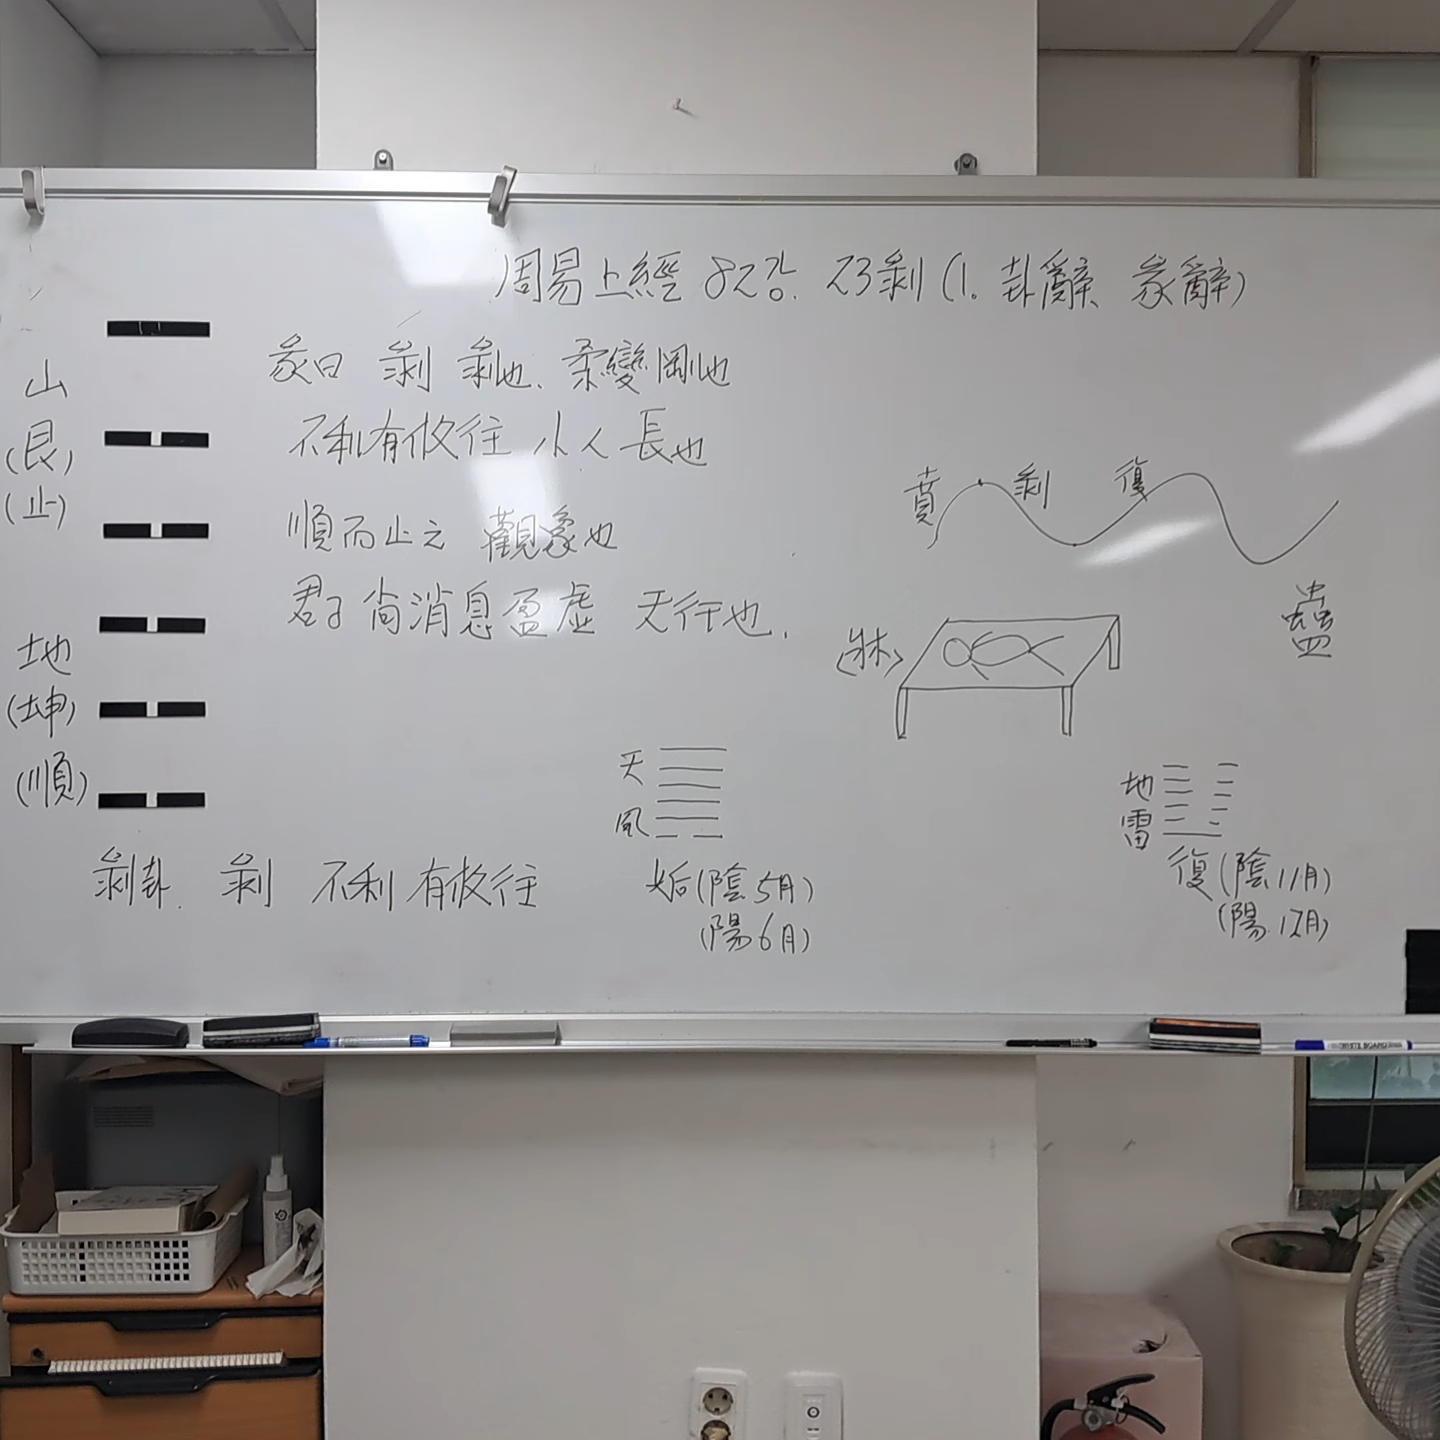 周易上經 82강. 23剝 (1. 卦辭 彖辭)
山
(艮)
(止)
地
(坤)
(順)
彖曰 剝 剝也. 柔變剛也
不利有攸往 小人長也
順而止之 觀象也
君子尙消息盈虛 天行也.
賁 剝 復
蠱
(牀)
天
風
姤(陰 5月)
(陽 6月)
地
雷
復(陰 11月)
(陽. 12月)
剝卦. 剝 不利有攸往